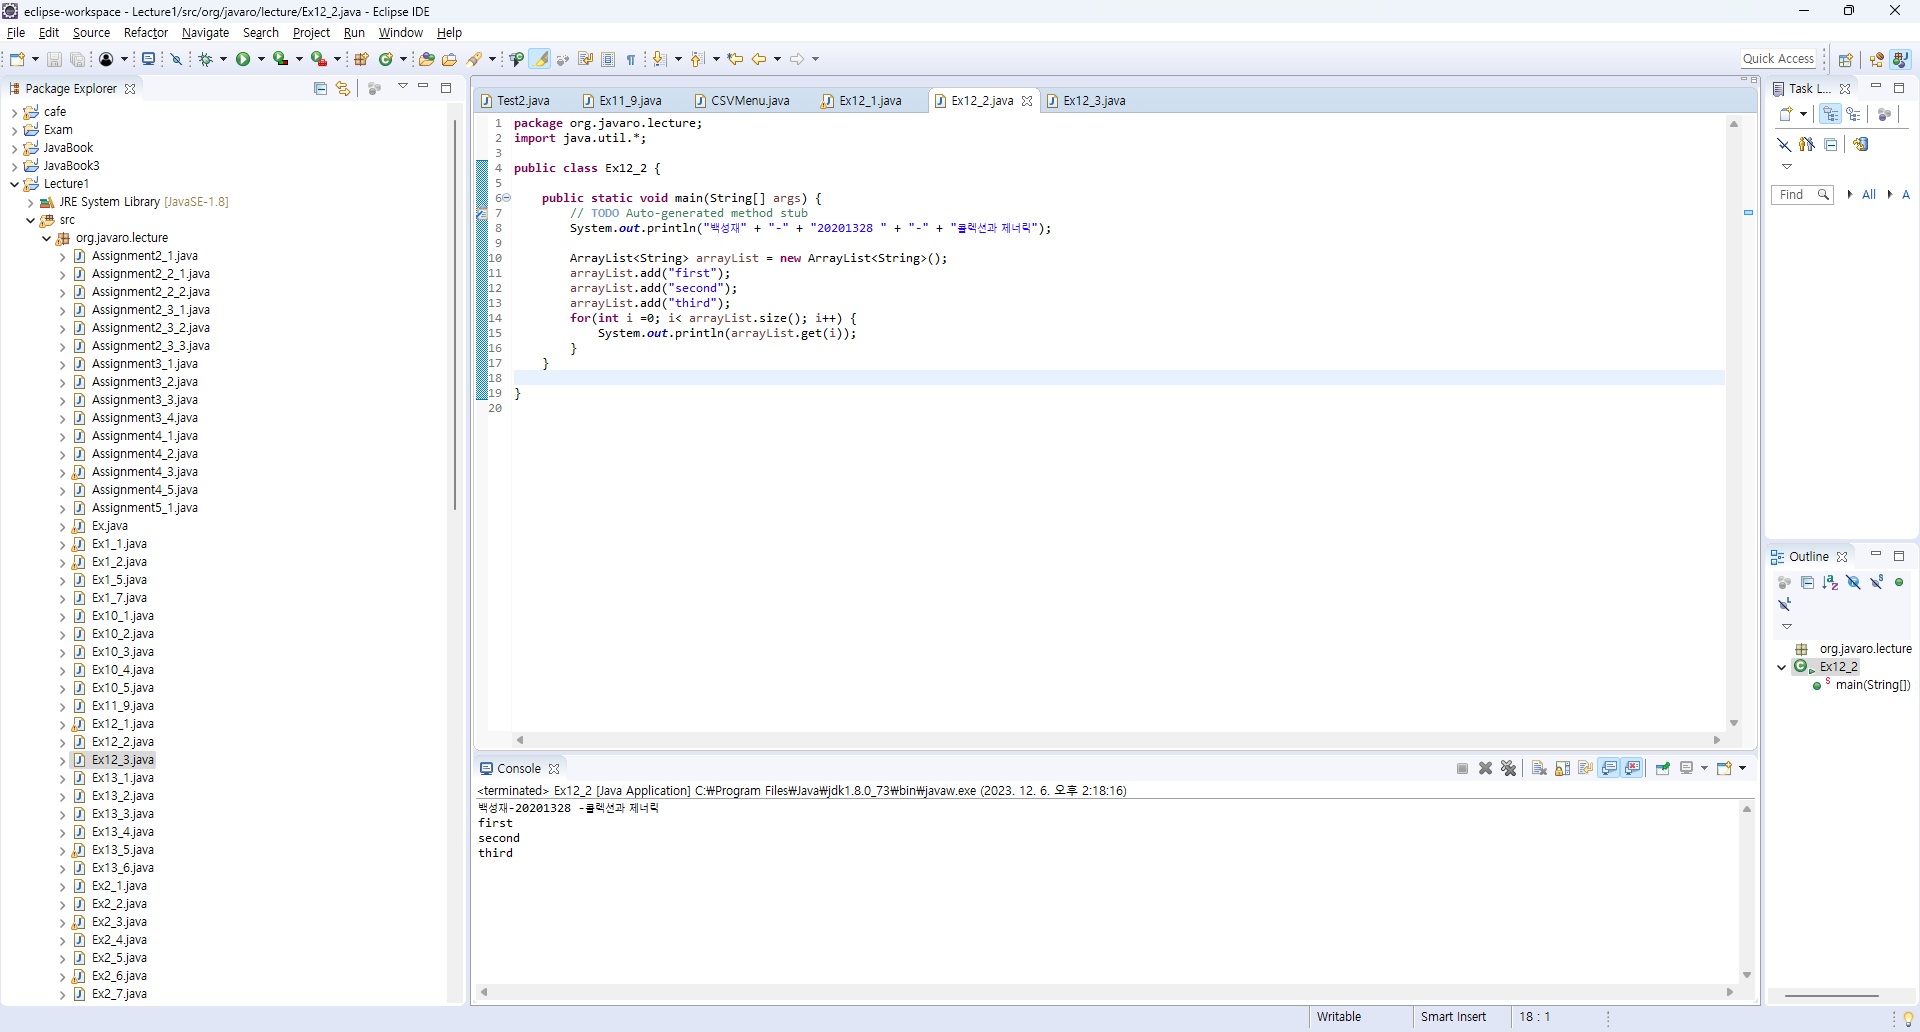 eclipse-workspace - Lecture1/src/org/javaro/lecture/Ex12_2.java - Eclipse IDE
File Edit Source Refactor Navigate Search Project Run Window Help
Quick Access
Package Explorer
cafe
Exam
JavaBook
JavaBook3
Lecture1
JRE System Library [JavaSE-1.8]
src
org.javaro.lecture
Assignment2_1.java
Assignment2_2_1.java
Assignment2_2_2.java
Assignment2_3_1.java
Assignment2_3_2.java
Assignment2_3_3.java
Assignment3_1.java
Assignment3_2.java
Assignment3_3.java
Assignment3_4.java
Assignment4_1.java
Assignment4_2.java
Assignment4_3.java
Assignment4_5.java
Assignment5_1.java
Ex.java
Ex1_1.java
Ex1_2.java
Ex1_5.java
Ex1_7.java
Ex10_1.java
Ex10_2.java
Ex10_3.java
Ex10_4.java
Ex10_5.java
Ex11_9.java
Ex12_1.java
Ex12_2.java
Ex12_3.java
Ex13_1.java
Ex13_2.java
Ex13_3.java
Ex13_4.java
Ex13_5.java
Ex13_6.java
Ex2_1.java
Ex2_2.java
Ex2_3.java
Ex2_4.java
Ex2_5.java
Ex2_6.java
Ex2_7.java
Test2.java Ex11_9.java CSVMenu.java Ex12_1.java Ex12_2.java Ex12_3.java
1 package org.javaro.lecture;
2 import java.util.*;
3
4 public class Ex12_2 {
5
6 public static void main(String[] args) {
7 // TODO Auto-generated method stub
8 System.out.println("백성재" + "-" + "20201328 " + "-" + "콜렉션과 제너릭");
9
10 ArrayList<String> arrayList = new ArrayList<String>();
11 arrayList.add("first");
12 arrayList.add("second");
13 arrayList.add("third");
14 for(int i =0; i< arrayList.size(); i++) {
15 System.out.println(arrayList.get(i));
16 }
17 }
18
19 }
20
Console
<terminated> Ex12_2 [Java Application] C:₩Program Files₩Java₩jdk1.8.0_73₩bin₩javaw.exe (2023. 12. 6. 오후 2:18:16)
백성재-20201328 -콜렉션과 제너릭
first
second
third
Task L...
Find All A
Outline
org.javaro.lecture
Ex12_2
main(String[])
Writable Smart Insert 18 : 1